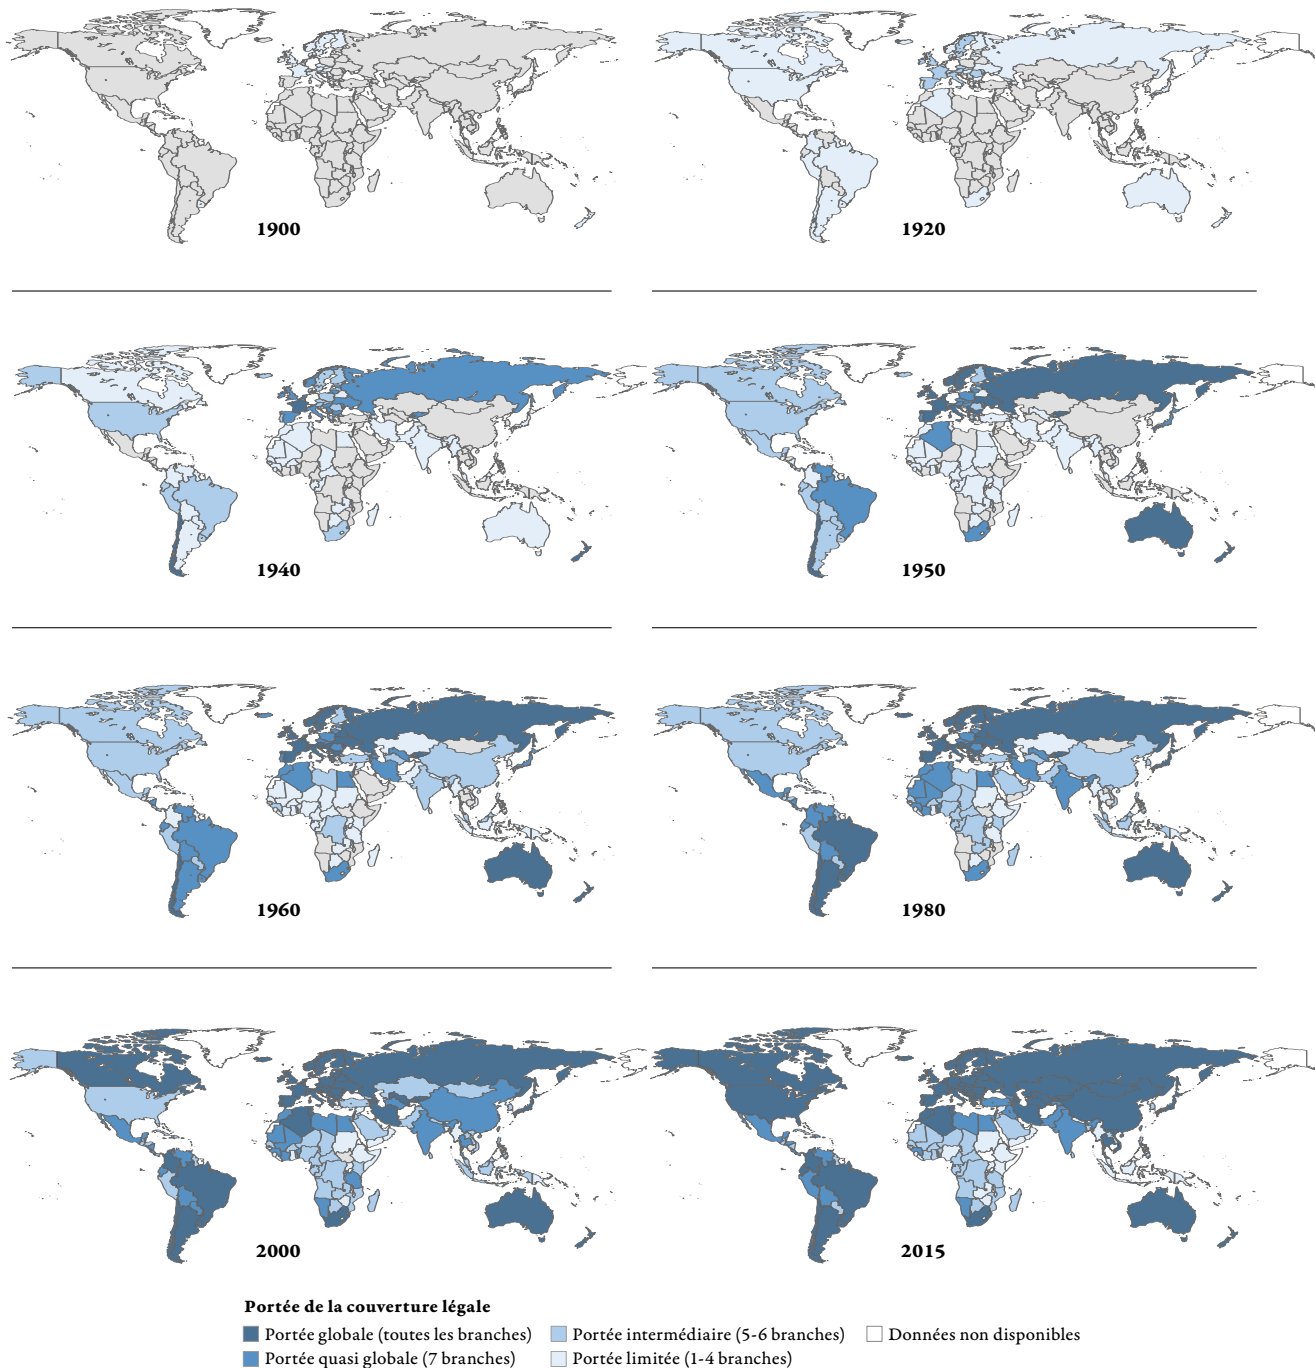 1900
1920
1940
1950
1960
1980
2000
2015
Portée de la couverture légale
Portée globale (toutes les branches)
Portée intermédiaire (5-6 branches)
Données non disponibles
Portée quasi globale (7 branches)
Portée limitée (1-4 branches)